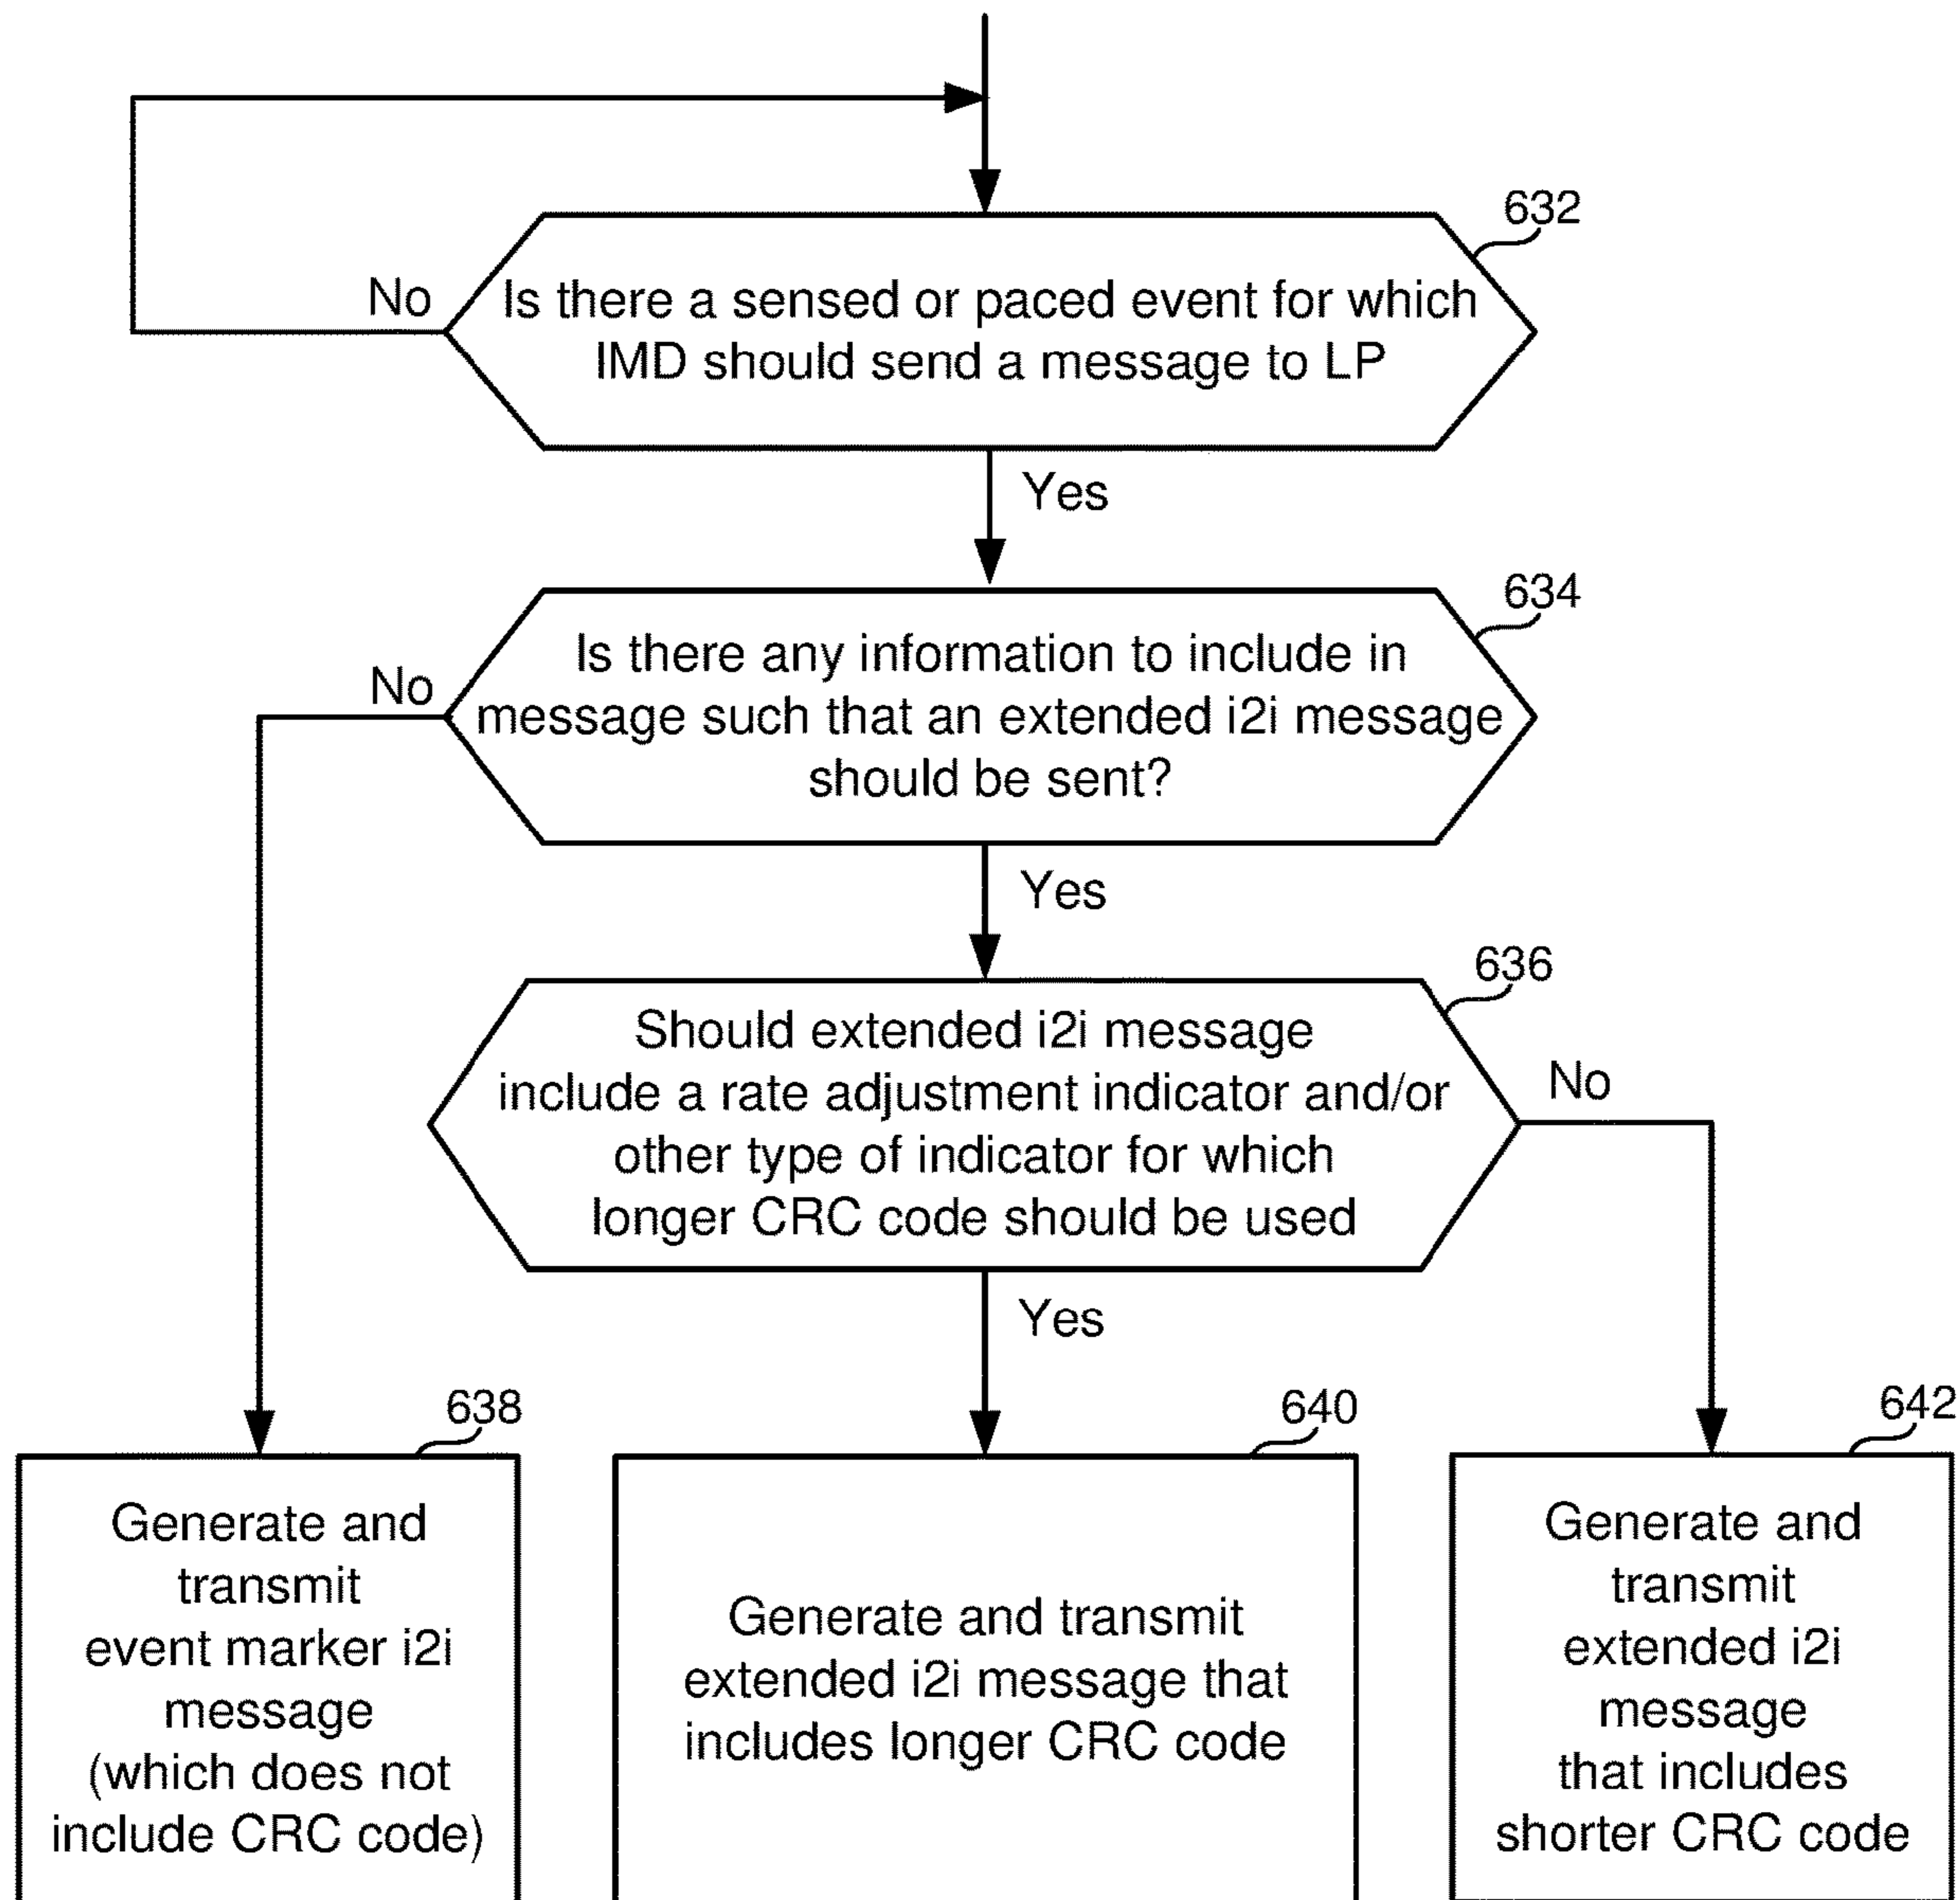 632
No
Is there a sensed or paced event for which
IMD should send a message to LP
Yes
634
No
Is there any information to include in
message such that an extended i2i message
should be sent?
Yes
636
Should extended i2i message
include a rate adjustment indicator and/or
other type of indicator for which
longer CRC code should be used
No
Yes
638
Generate and
transmit
event marker i2i
message
(which does not
include CRC code)
640
Generate and transmit
extended i2i message that
includes longer CRC code
642
Generate and
transmit
extended i2i
message
that includes
shorter CRC code